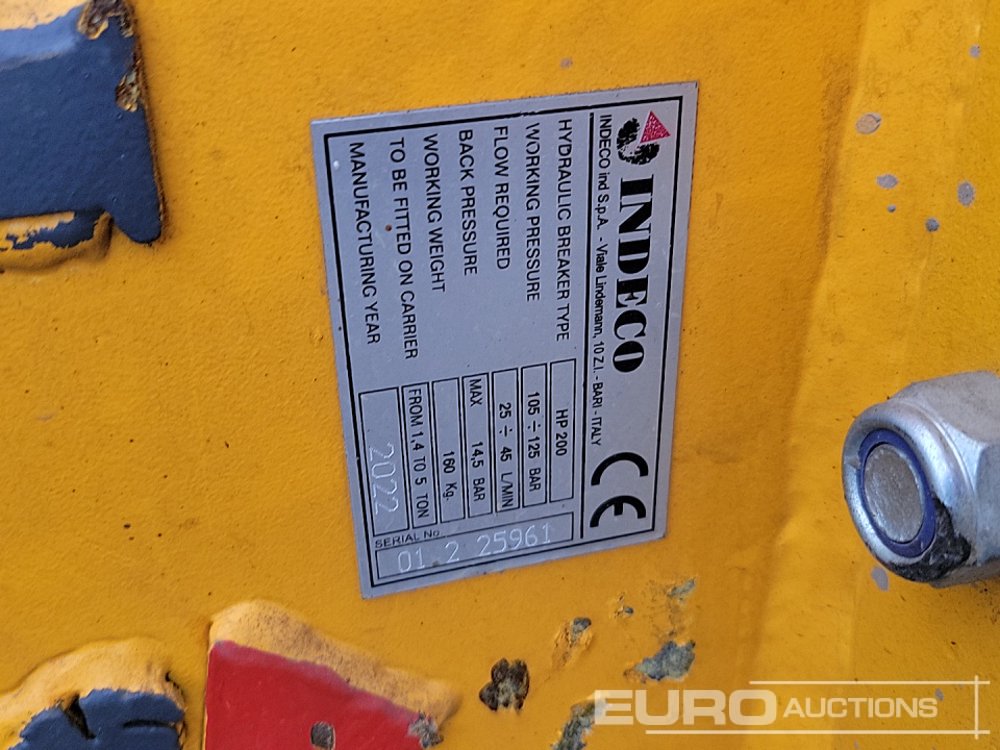 INDECO
INDECO ind S.p.A. - Viale Lindemann, 10 Z.I. - BARI - ITALY
CE
HYDRAULIC BREAKER TYPE HP 200
WORKING PRESSURE 105 ÷ 125 BAR
FLOW REQUIRED 25 ÷ 45 L/MIN
BACK PRESSURE MAX 14,5 BAR
WORKING WEIGHT 160 Kg.
TO BE FITTED ON CARRIER FROM 1.4 TO 5 TON
MANUFACTURING YEAR 2022
SERIAL No.
01 2 25961
EURO AUCTIONS